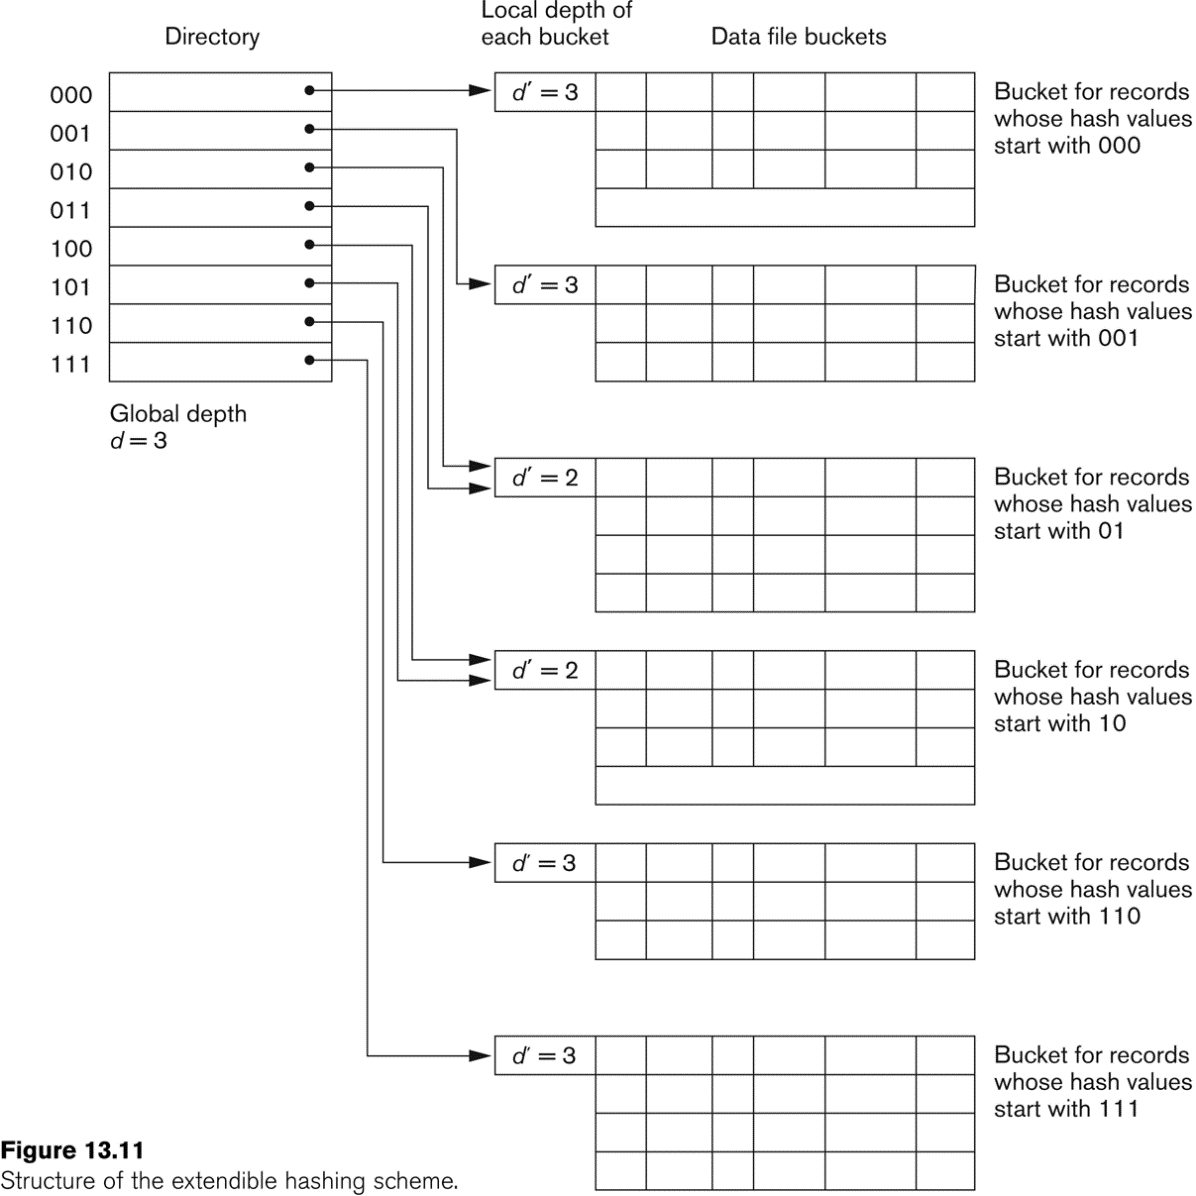 Directory
Local depth of
each bucket
Data file buckets
000
001
010
011
100
101
110
111
Global depth
d = 3
d′ = 3
Bucket for records
whose hash values
start with 000
d′ = 3
Bucket for records
whose hash values
start with 001
d′ = 2
Bucket for records
whose hash values
start with 01
d′ = 2
Bucket for records
whose hash values
start with 10
d′ = 3
Bucket for records
whose hash values
start with 110
d′ = 3
Bucket for records
whose hash values
start with 111
Figure 13.11
Structure of the extendible hashing scheme.